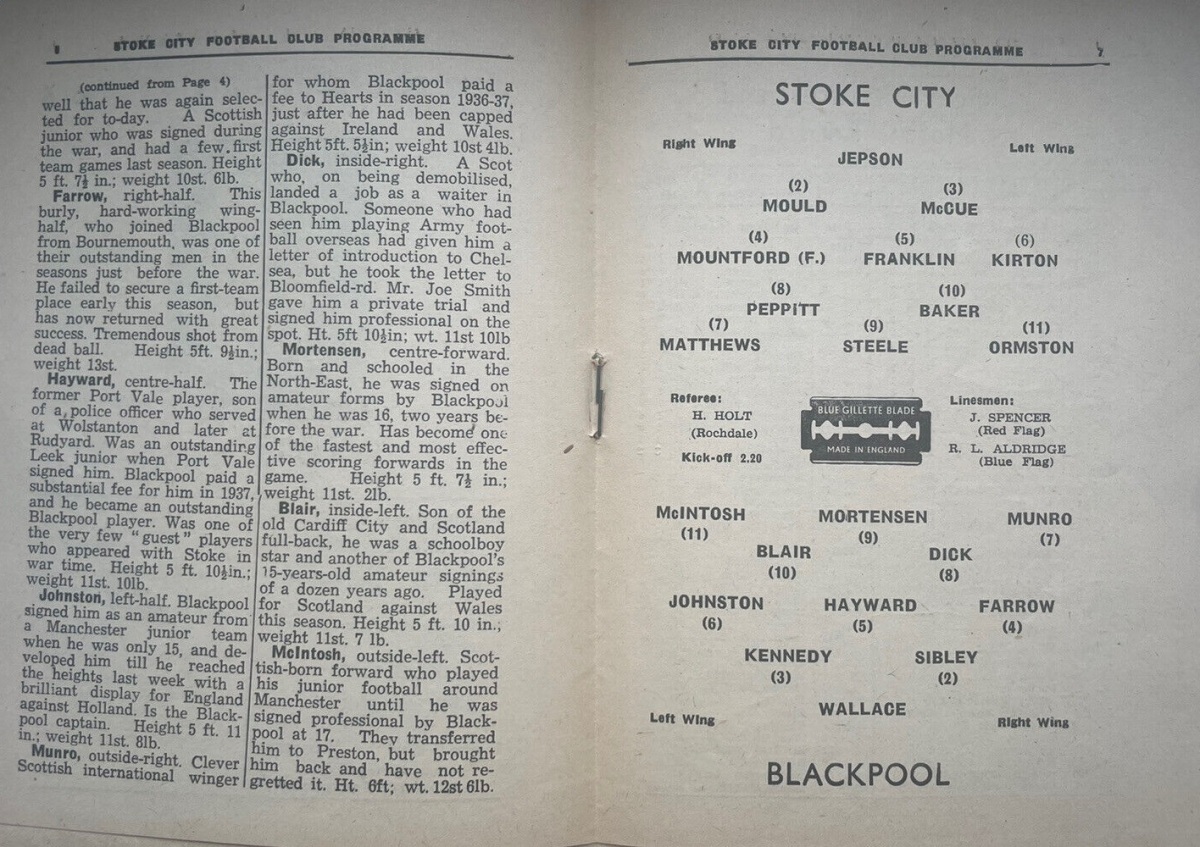 STOKE CITY FOOTBALL CLUB PROGRAMME
(continued from Page 4)
well that he was again selec-
ted for to-day. A Scottish
junior who was signed during
the war, and had a few first
team games last season. Height
5 ft. 7½ in.; weight 10st. 6lb.
Farrow, right-half. This
burly, hard-working wing-
half, who joined Blackpool
from Bournemouth, was one of
their outstanding men in the
seasons just before the war.
He failed to secure a first-team
place early this season, but
has now returned with great
success. Tremendous shot from
dead ball. Height 5ft. 9½in.;
weight 13st.
Hayward, centre-half. The
former Port Vale player, son
of a police officer who served
at Wolstanton and later at
Rudyard. Was an outstanding
Leek junior when Port Vale
signed him. Blackpool paid a
substantial fee for him in 1937,
and he became an outstanding
Blackpool player. Was one of
the very few "guest" players
who appeared with Stoke in
war time. Height 5 ft. 10½in.;
weight 11st. 10lb.
Johnston, left-half. Blackpool
signed him as an amateur from
a Manchester junior team
when he was only 15, and de-
veloped him till he reached
the heights last week with a
brilliant display for England
against Holland. Is the Black-
pool captain. Height 5 ft. 11
in.; weight 11st. 8lb.
Munro, outside-right. Clever
Scottish international winger
for whom Blackpool paid a
fee to Hearts in season 1936-37,
just after he had been capped
against Ireland and Wales.
Height 5ft. 5½in; weight 10st 4lb.
Dick, inside-right. A Scot
who, on being demobilised,
landed a job as a waiter in
Blackpool. Someone who had
seen him playing Army foot-
ball overseas had given him a
letter of introduction to Chel-
sea, but he took the letter to
Bloomfield-rd. Mr. Joe Smith
gave him a private trial and
signed him professional on the
spot. Ht. 5ft 10½in; wt. 11st 10lb
Mortensen, centre-forward.
Born and schooled in the
North-East, he was signed on
amateur forms by Blackpool
when he was 16, two years be-
fore the war. Has become one
of the fastest and most effec-
tive scoring forwards in the
game. Height 5 ft. 7½ in.;
weight 11st. 2lb.
Blair, inside-left. Son of the
old Cardiff City and Scotland
full-back, he was a schoolboy
star and another of Blackpool's
15-years-old amateur signings
of a dozen years ago. Played
for Scotland against Wales
this season. Height 5 ft. 10 in.;
weight 11st. 7 lb.
McIntosh, outside-left. Scot-
tish-born forward who played
his junior football around
Manchester until he was
signed professional by Black-
pool at 17. They transferred
him to Preston, but brought
him back and have not re-
gretted it. Ht. 6ft; wt. 12st 6lb.
STOKE CITY FOOTBALL CLUB PROGRAMME 7
STOKE CITY
Right Wing Left Wing
JEPSON
(2) (3)
MOULD McCUE
(4) (5) (6)
MOUNTFORD (F.) FRANKLIN KIRTON
(8) (10)
PEPPITT BAKER
(7) (9) (11)
MATTHEWS STEELE ORMSTON
Referee:
H. HOLT
(Rochdale)
Kick-off 2.20
BLUE GILLETTE BLADE
MADE IN ENGLAND
Linesmen:
J. SPENCER
(Red Flag)
R. L. ALDRIDGE
(Blue Flag)
McINTOSH MORTENSEN MUNRO
(11) (9) (7)
BLAIR DICK
(10) (8)
JOHNSTON HAYWARD FARROW
(6) (5) (4)
KENNEDY SIBLEY
(3) (2)
WALLACE
Left Wing Right Wing
BLACKPOOL